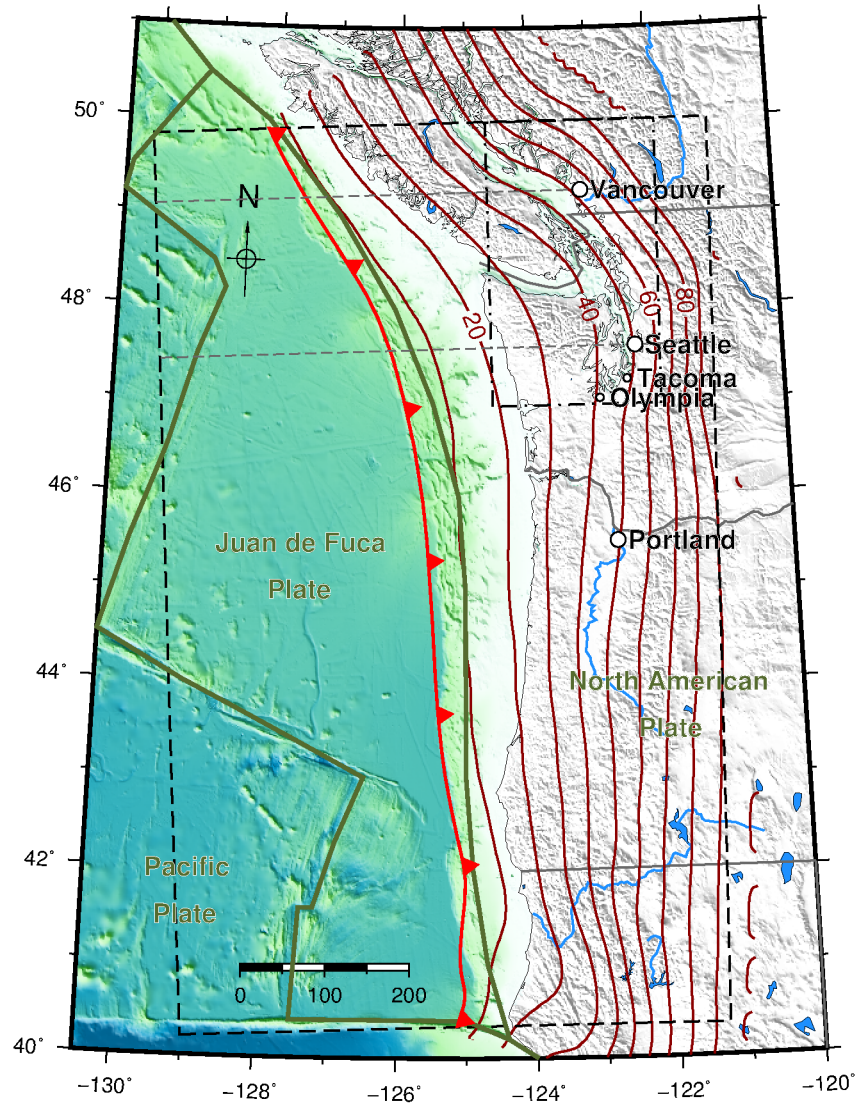 50˚
Vancouver
N
48˚
20
40
60
80
Seattle
Tacoma
Olympia
46˚
Juan de Fuca
Plate
Portland
44˚
North American
Plate
42˚
Pacific
Plate
0
100
200
40˚
−130˚
−128˚
−126˚
−124˚
−122˚
−120˚